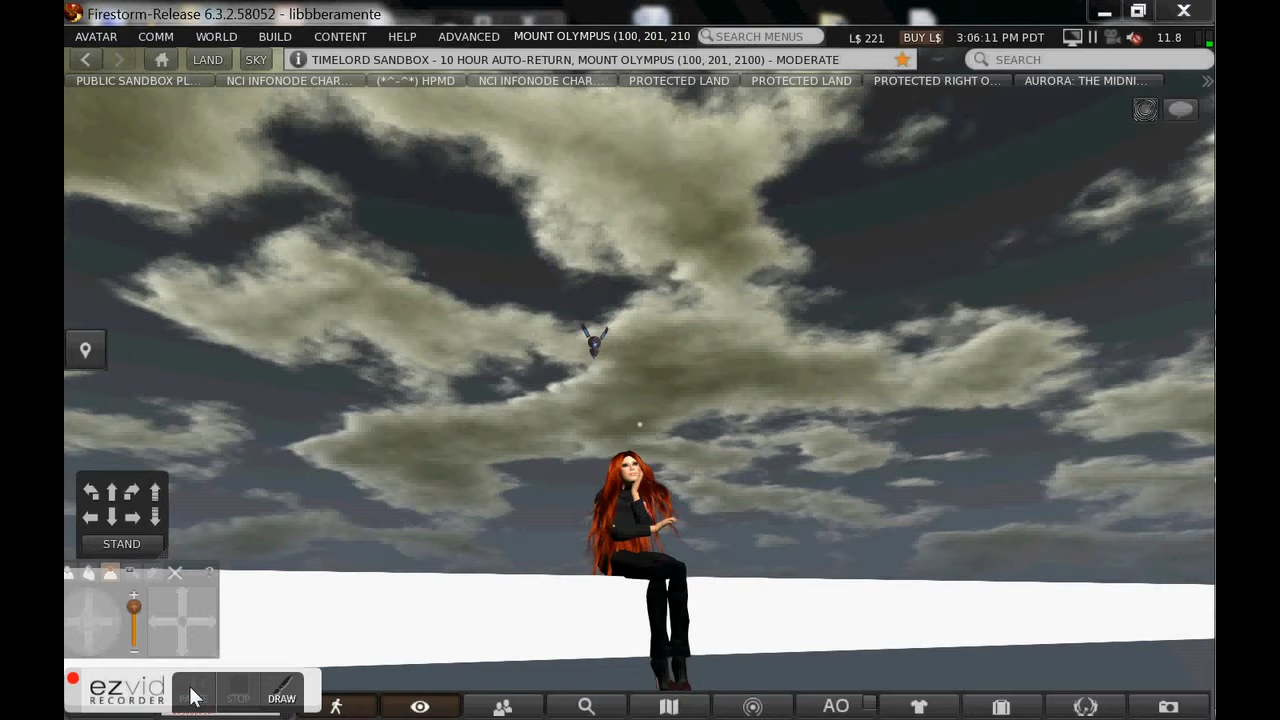 Firestorm-Release 6.3.2.58052 - libbberamente
AVATAR COMM WORLD BUILD CONTENT HELP ADVANCED MOUNT OLYMPUS (100, 201, 210 SEARCH MENUS L$ 221 BUY L$ 3:06:11 PM PDT 11.8
LAND SKY TIMELORD SANDBOX - 10 HOUR AUTO-RETURN, MOUNT OLYMPUS (100, 201, 2100) - MODERATE SEARCH
PUBLIC SANDBOX PL... NCI INFONODE CHAR... (*^-^*) HPMD NCI INFONODE CHAR... PROTECTED LAND PROTECTED LAND PROTECTED RIGHT O... AURORA: THE MIDNI...
STAND
ezvid
RECORDER
STOP DRAW
AO